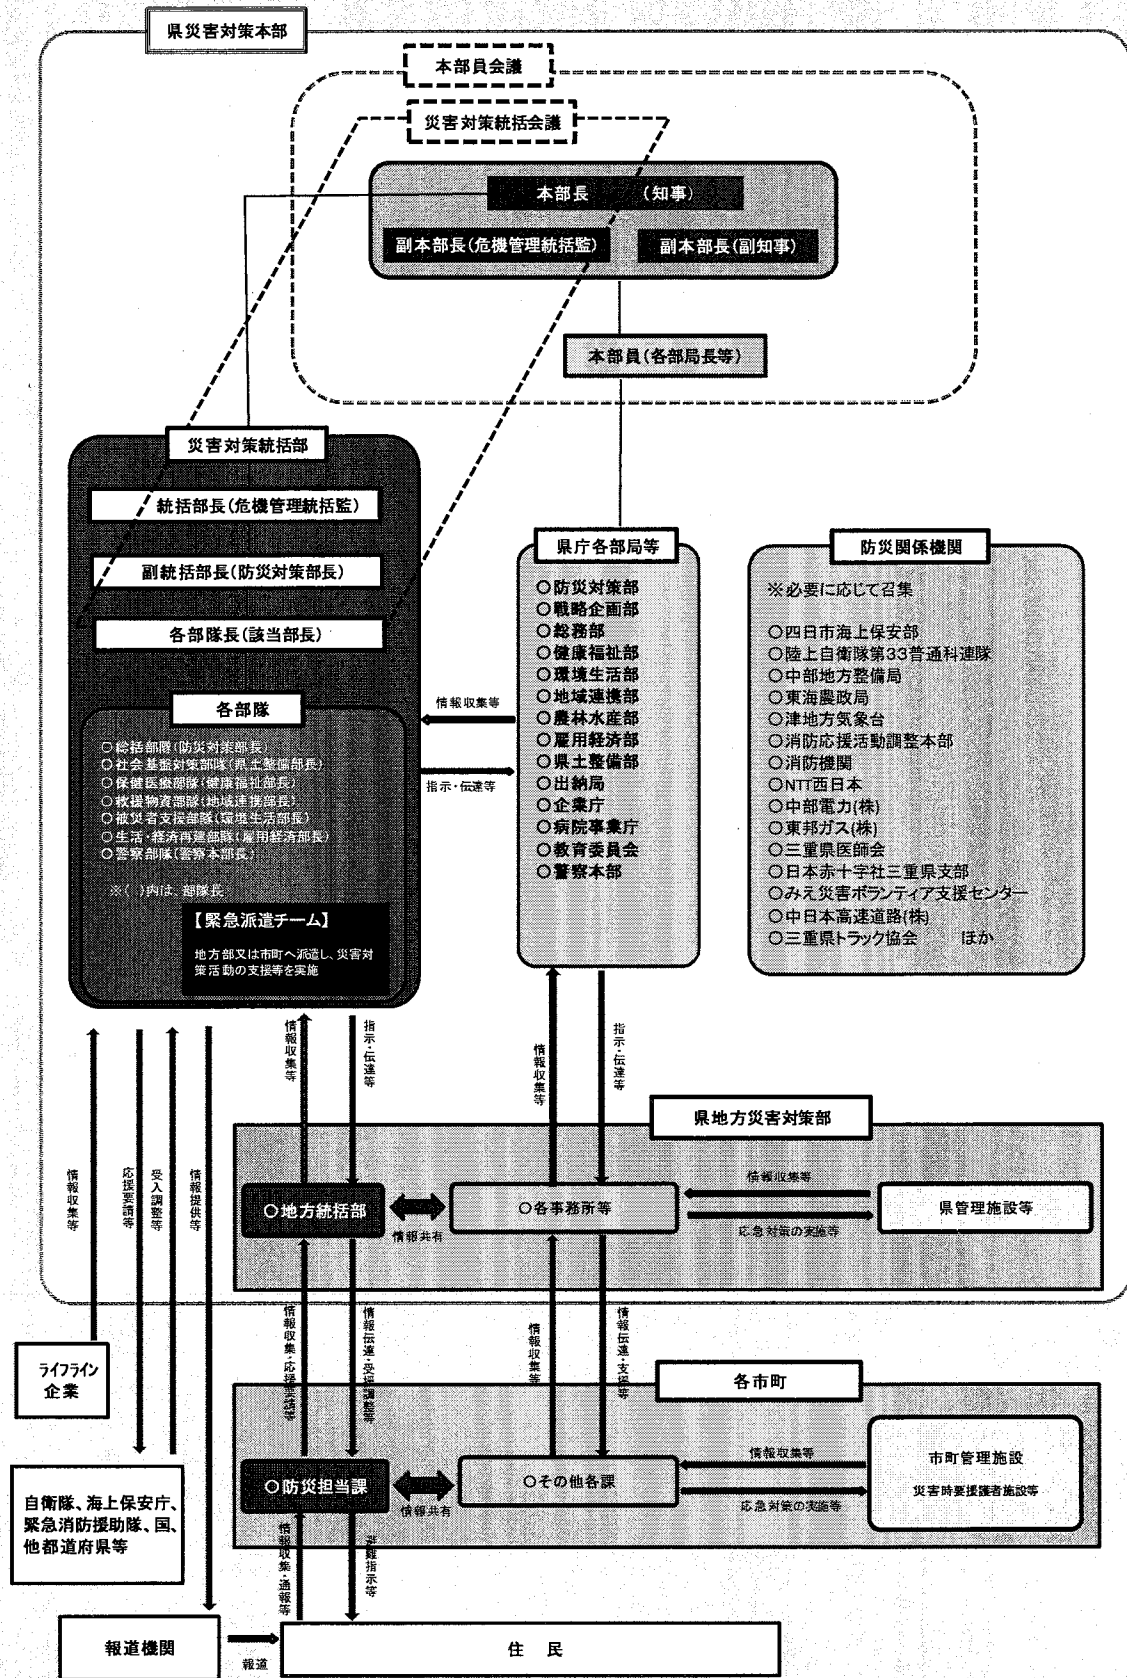 県災害対策本部
本部員会議
災害対策統括会議
本部長　　(知事)
副本部長(危機管理統括監)
副本部長(副知事)
本部員(各部局長等)
災害対策統括部
統括部長(危機管理統括監)
副統括部長(防災対策部長)
各部隊長(該当部長)
各部隊
○総括部隊(防災対策部長)
○社会基盤対策部隊(県土整備部長)
○保健医療部隊(健康福祉部長)
○救援物資部隊(地域連携部長)
○被災者支援部隊(環境生活部長)
○生活・経済再建部隊(雇用経済部長)
○警察部隊(警察本部長)
※( )内は、部隊長
【緊急派遣チーム】
地方部又は市町へ派遣し、災害対
策活動の支援等を実施
情報収集等
指示・伝達等
県庁各部局等
○防災対策部
○戦略企画部
○総務部
○健康福祉部
○環境生活部
○地域連携部
○農林水産部
○雇用経済部
○県土整備部
○出納局
○企業庁
○病院事業庁
○教育委員会
○警察本部
防災関係機関
※必要に応じて召集
○四日市海上保安部
○陸上自衛隊第33普通科連隊
○中部地方整備局
○東海農政局
○津地方気象台
○消防応援活動調整本部
○消防機関
○NTT西日本
○中部電力(株)
○東邦ガス(株)
○三重県医師会
○日本赤十字社三重県支部
○みえ災害ボランティア支援センター
○中日本高速道路(株)
○三重県トラック協会　　ほか
情報収集等
応援要請等
受入調整等
情報提供等
情報収集等
指示・伝達等
情報収集等
指示・伝達等
県地方災害対策部
○地方統括部
情報共有
○各事務所等
情報収集等
応急対策の実施等
県管理施設等
情報収集・応援要請等
情報伝達・受援調整等
情報収集等
情報伝達・支援等
ライフライン
企業
各市町
○防災担当課
情報共有
○その他各課
情報収集等
応急対策の実施等
市町管理施設
災害時要援護者施設等
自衛隊、海上保安庁、
緊急消防援助隊、国、
他都道府県等
情報収集・通報等
避難指示等
報道機関
報道
住　民